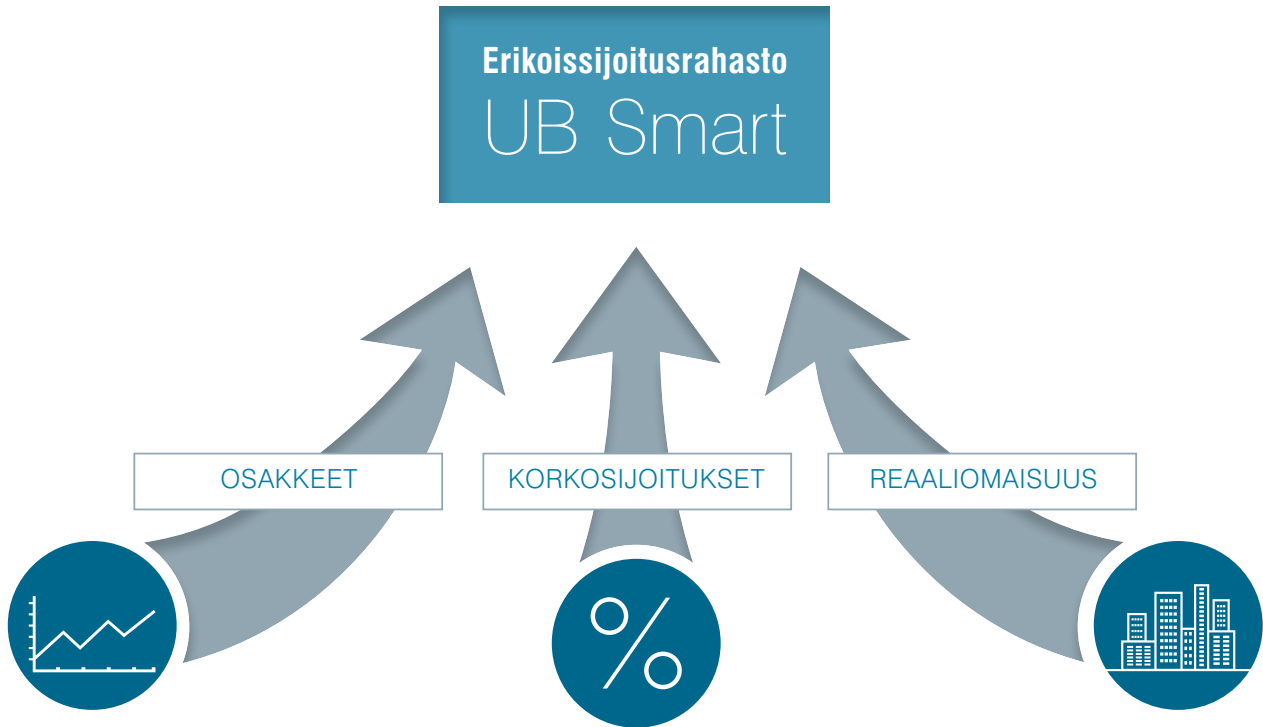 Erikoissijoitusrahasto
UB Smart
OSAKKEET
KORKOSIJOITUKSET
REAALIOMAISUUS
%